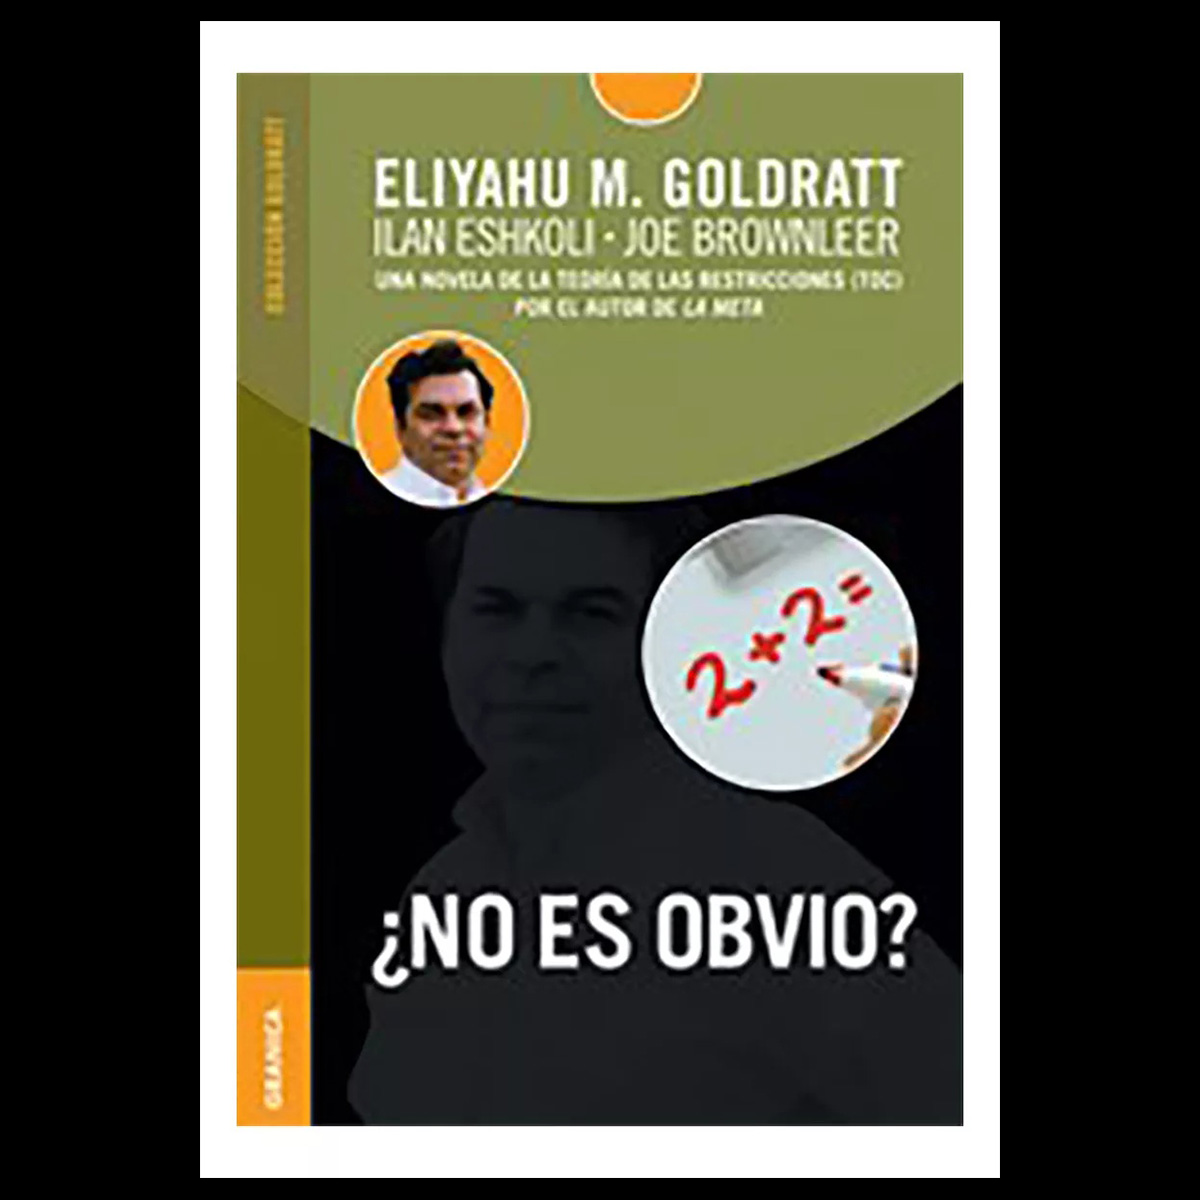 COLECCIÓN GOLDRATT
ELIYAHU M. GOLDRATT
ILAN ESHKOLI · JOE BROWNLEER
UNA NOVELA DE LA TEORÍA DE LAS RESTRICCIONES (TOC)
POR EL AUTOR DE LA META
2+2=
¿NO ES OBVIO?
GRANICA